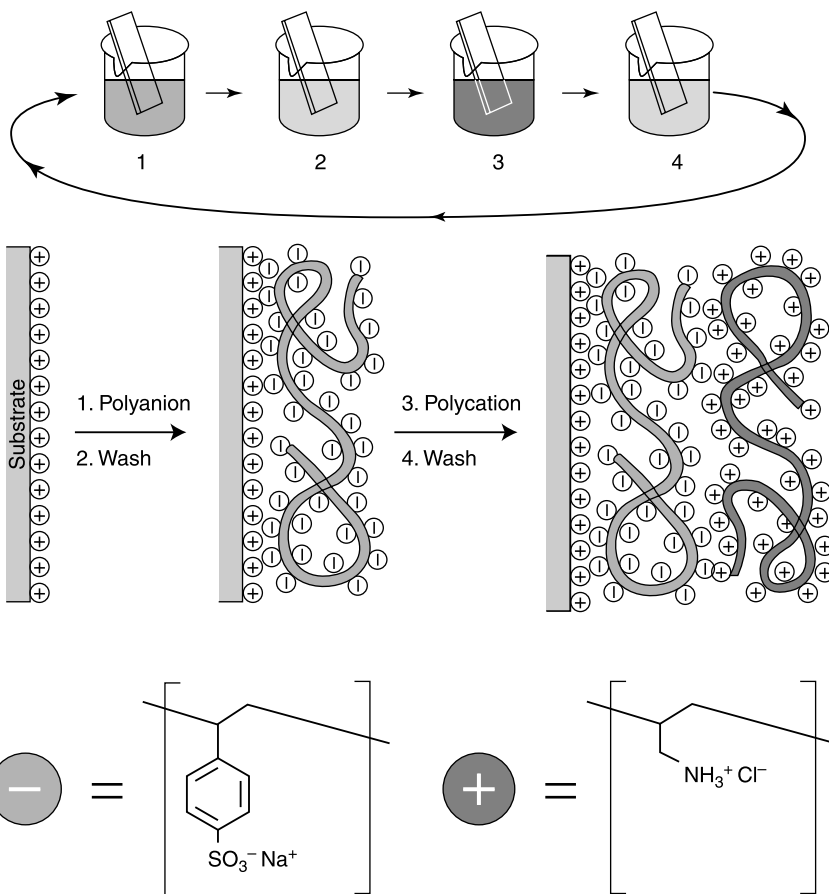 1 2 3 4
Substrate
1. Polyanion
2. Wash
3. Polycation
4. Wash
− = SO₃⁻ Na⁺
+ = NH₃⁺ Cl⁻